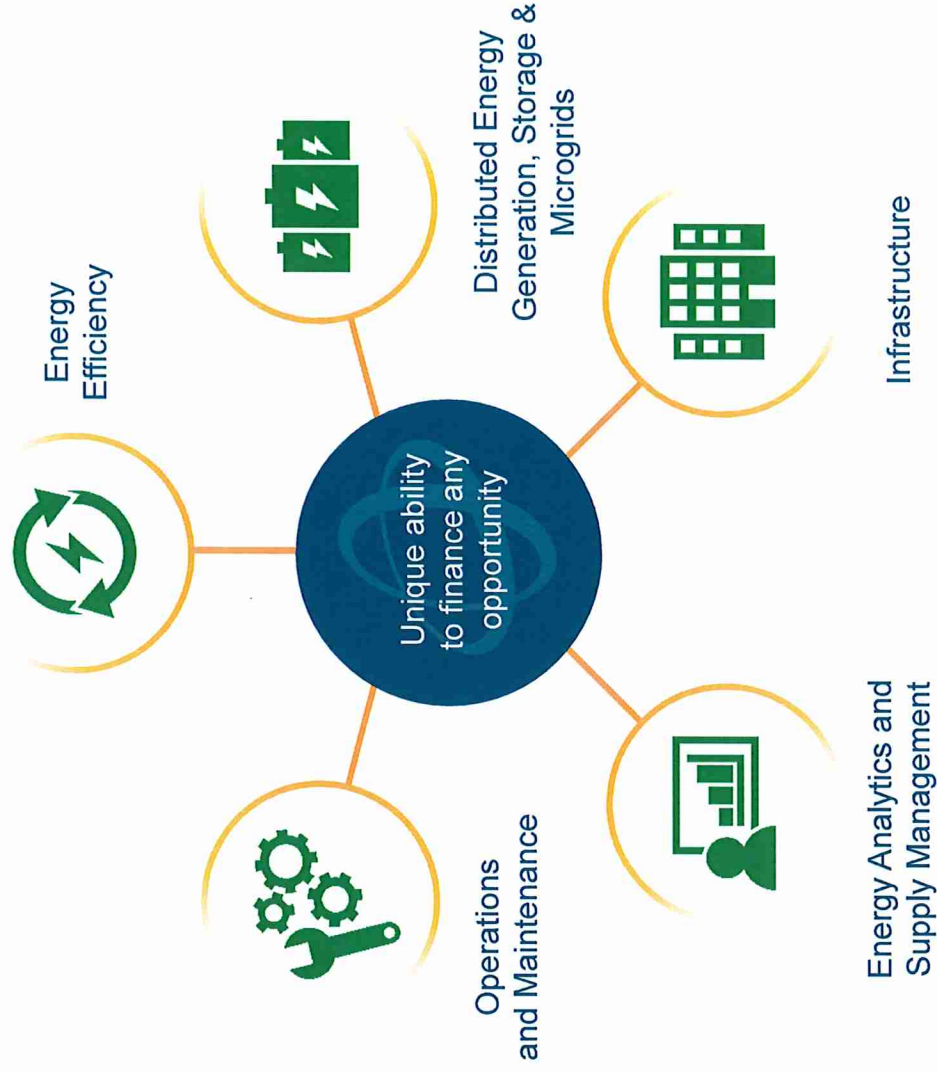 Energy
Efficiency
Distributed Energy
Generation, Storage &
Microgrids
Infrastructure
Energy Analytics and
Supply Management
Operations
and Maintenance
Unique ability
to finance any
opportunity